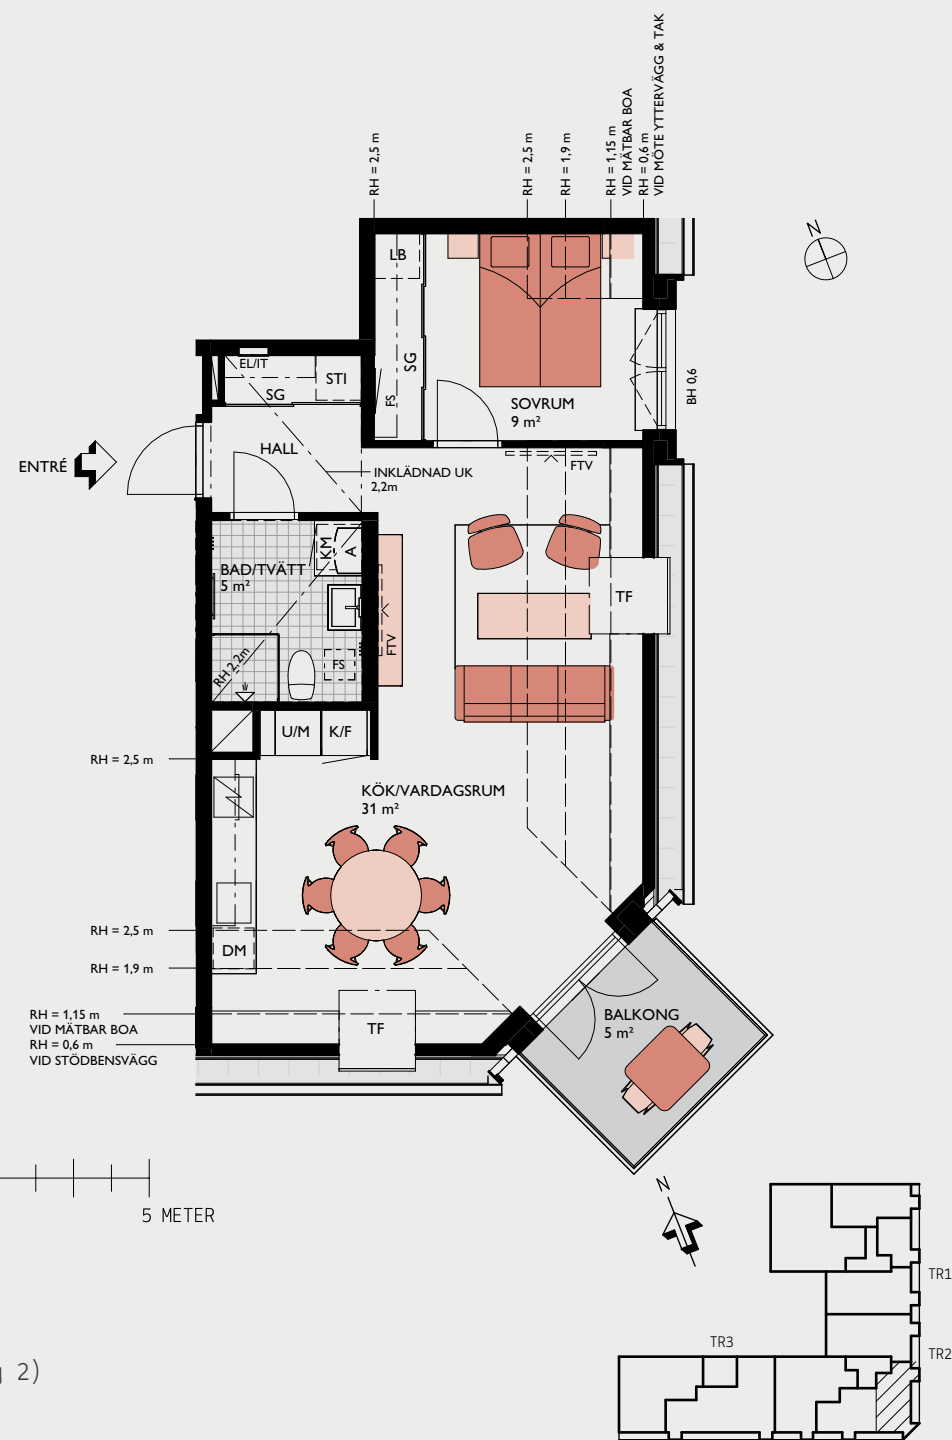 RH = 2,5 m
RH = 2,5 m
RH = 1,9 m
RH = 1,15 m
VID MÄTBAR BOA
RH = 0,6 m
VID MÖTE YTTERVÄGG & TAK
N
LB
SG
FS
SOVRUM
9 m²
BH 0,6
EL/IT
SG
STI
HALL
ENTRÉ
INKLÄDNAD UK
2,2m
FTV
KM
A
BAD/TVÄTT
5 m²
RH 2,2m
FS
FTV
TF
U/M
K/F
RH = 2,5 m
KÖK/VARDAGSRUM
31 m²
RH = 2,5 m
DM
RH = 1,9 m
RH = 1,15 m
VID MÄTBAR BOA
RH = 0,6 m
VID STÖDBENSVÄGG
TF
BALKONG
5 m²
5 METER
N
TR1
TR2
TR3
2)